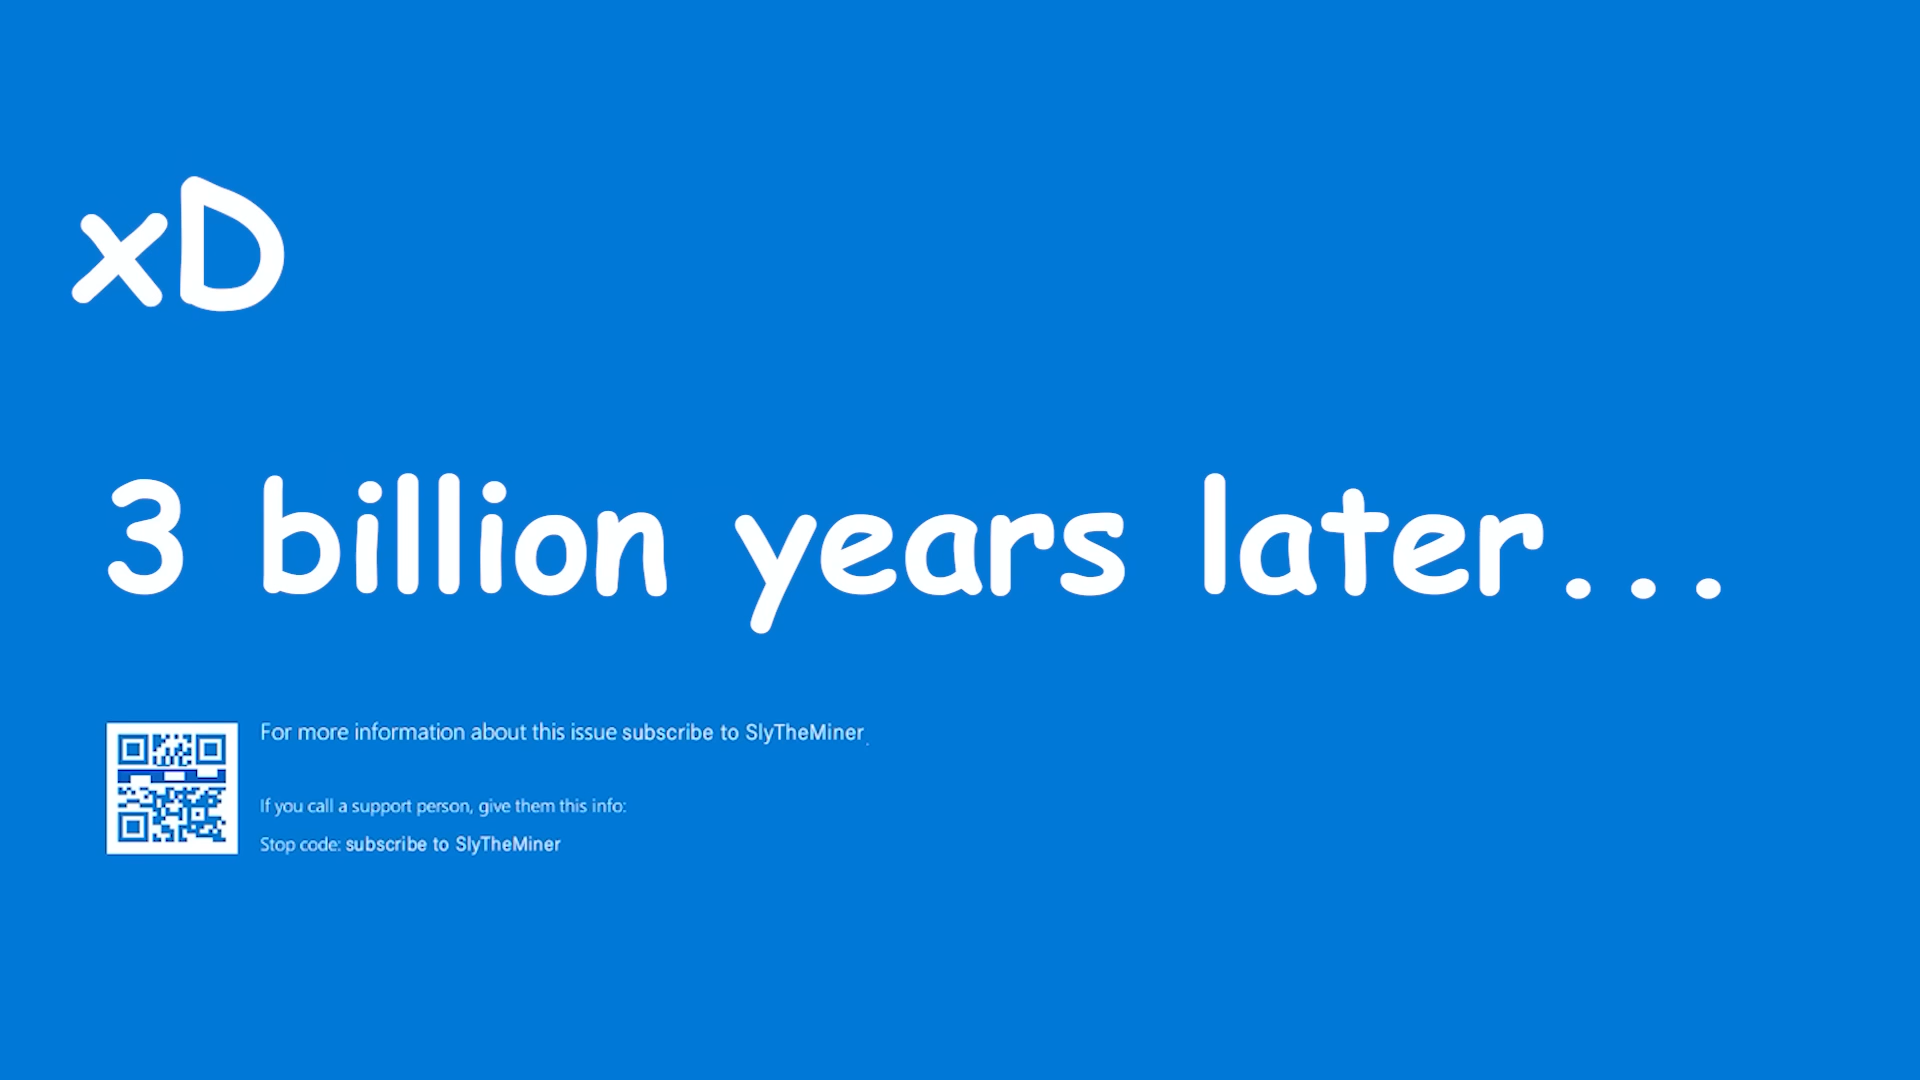 xD
3 billion years later...
For more information about this issue subscribe to SlyTheMiner.
If you call a support person, give them this info:
Stop code: subscribe to SlyTheMiner